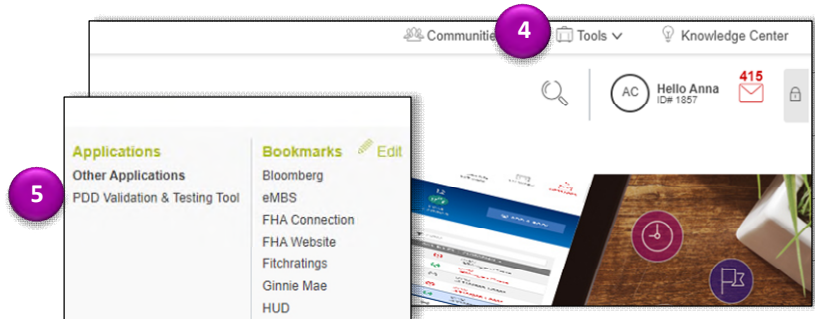 Communitie
4
Tools
Knowledge Center
AC
Hello Anna
ID# 1857
415
5
Applications
Other Applications
PDD Validation & Testing Tool
Bookmarks
Edit
Bloomberg
eMBS
FHA Connection
FHA Website
Fitchratings
Ginnie Mae
HUD